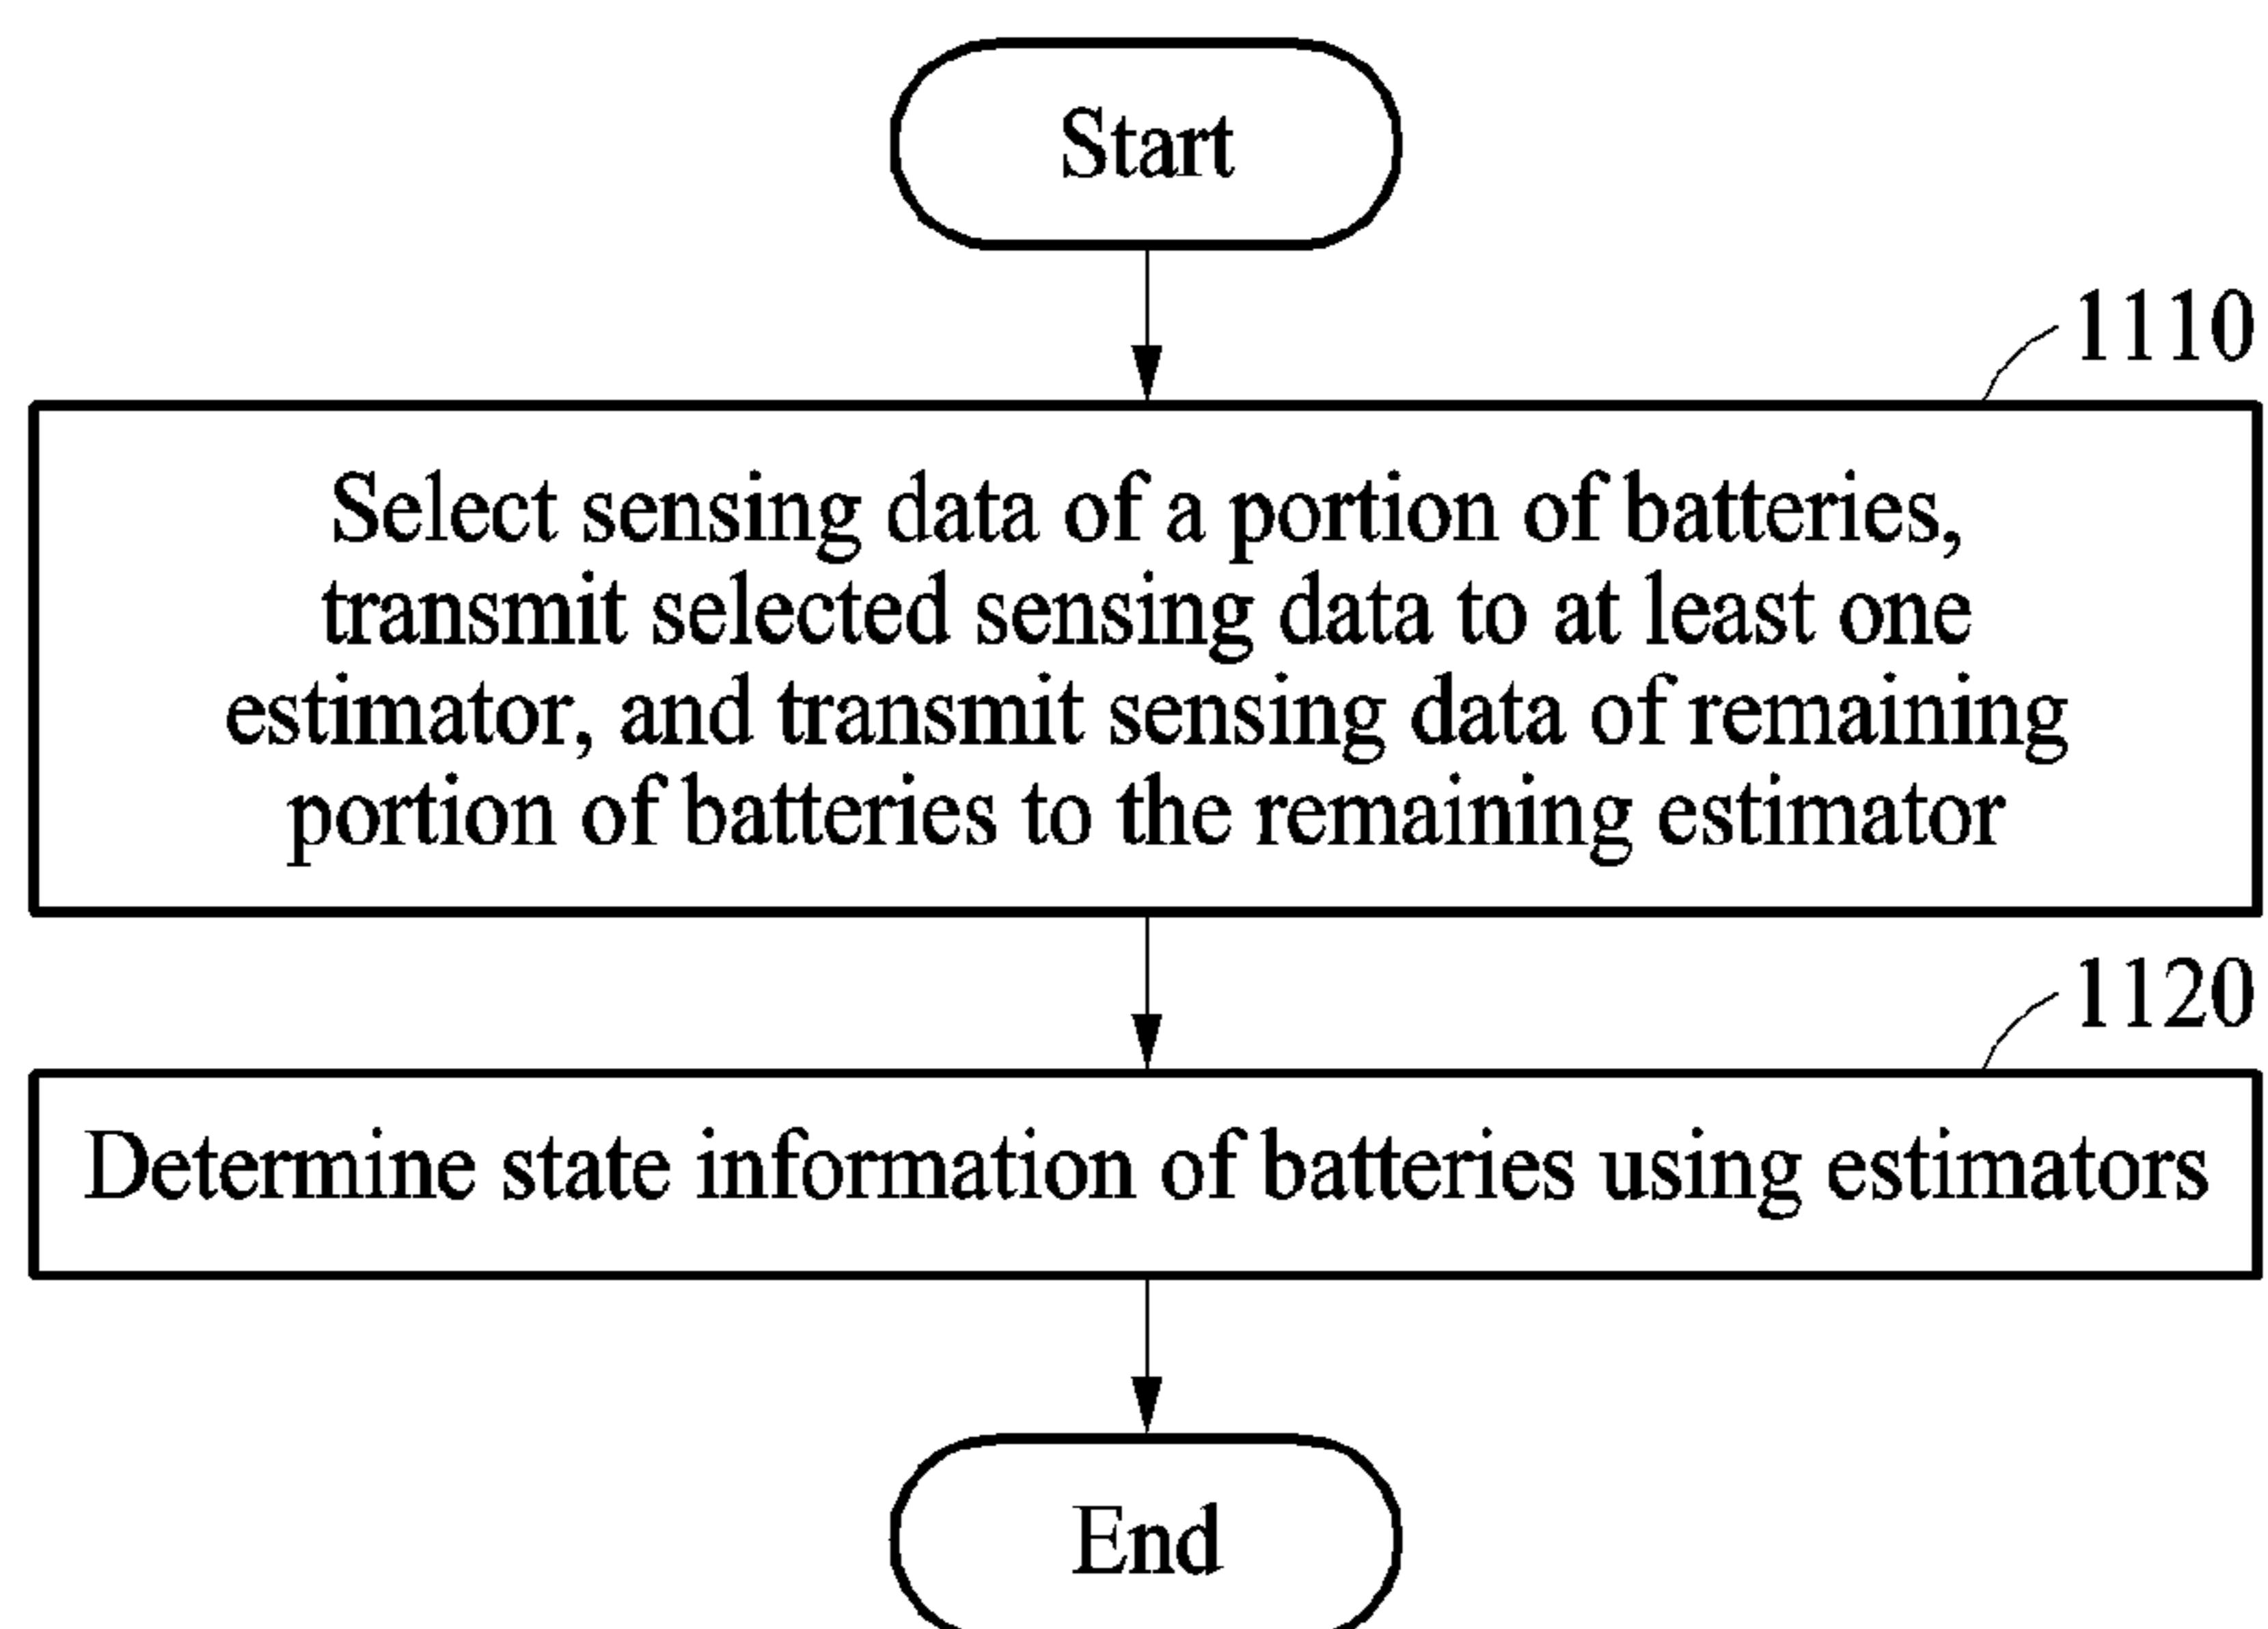 Start
1110
Select sensing data of a portion of batteries,
transmit selected sensing data to at least one
estimator, and transmit sensing data of remaining
portion of batteries to the remaining estimator
1120
Determine state information of batteries using estimators
End